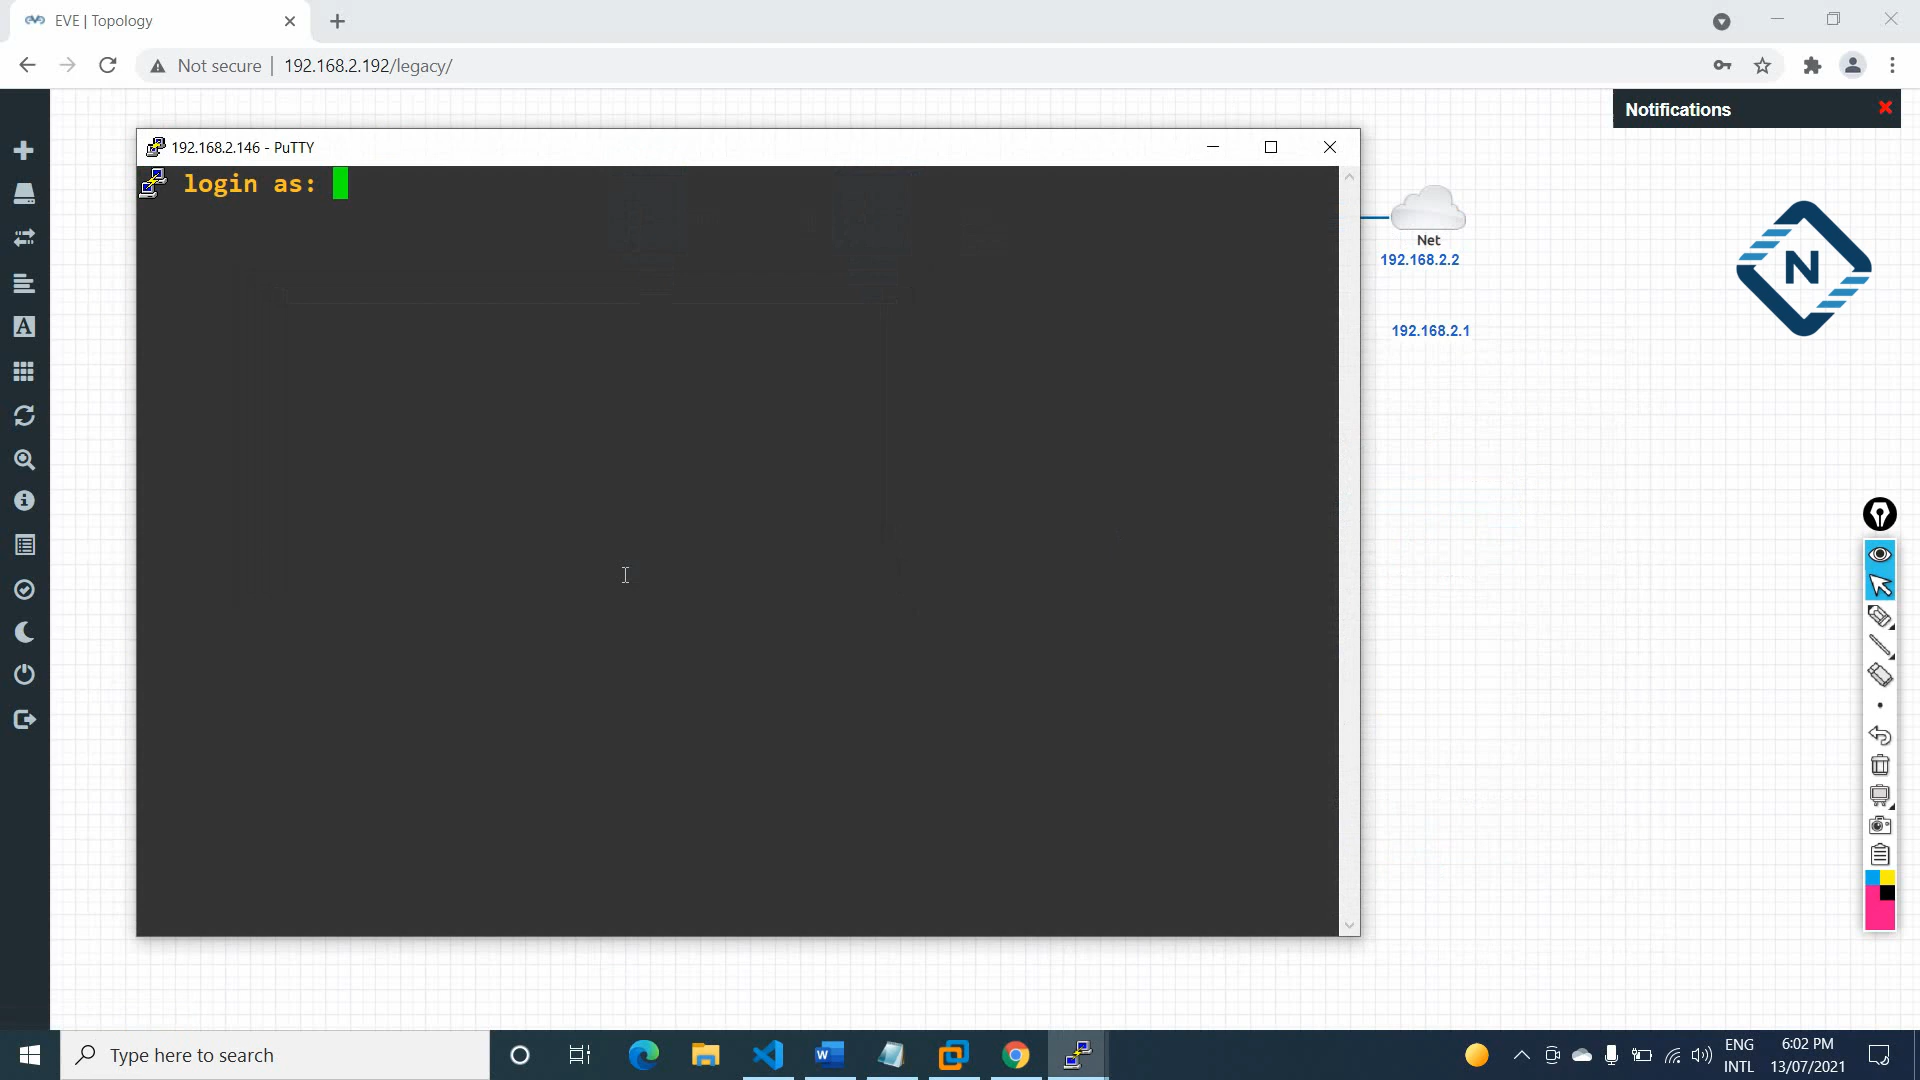 EVE | Topology
Not secure | 192.168.2.192/legacy/
Notifications
192.168.2.146 - PuTTY
login as:
Net
192.168.2.2
192.168.2.1
N
A
Type here to search
ENG
INTL
6:02 PM
13/07/2021